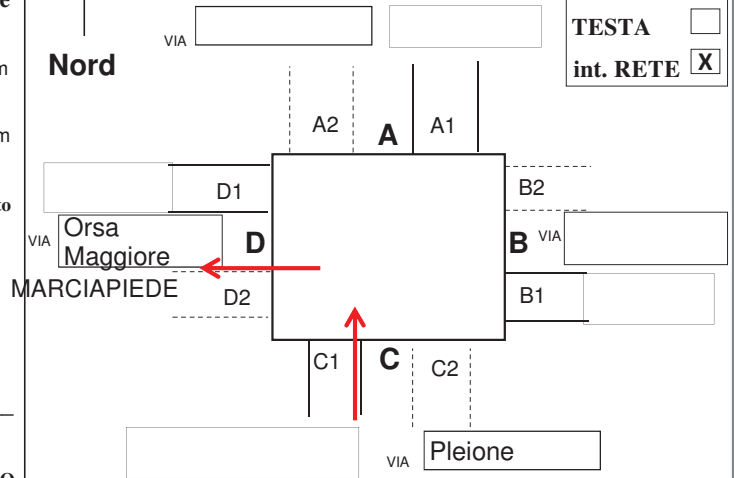 VIA
TESTA
int. RETE X
Nord
m
A2 A A1
m
D1 B2
to
VIA Orsa
Maggiore D B VIA
MARCIAPIEDE
D2 B1
C1 C C2
VIA Pleione